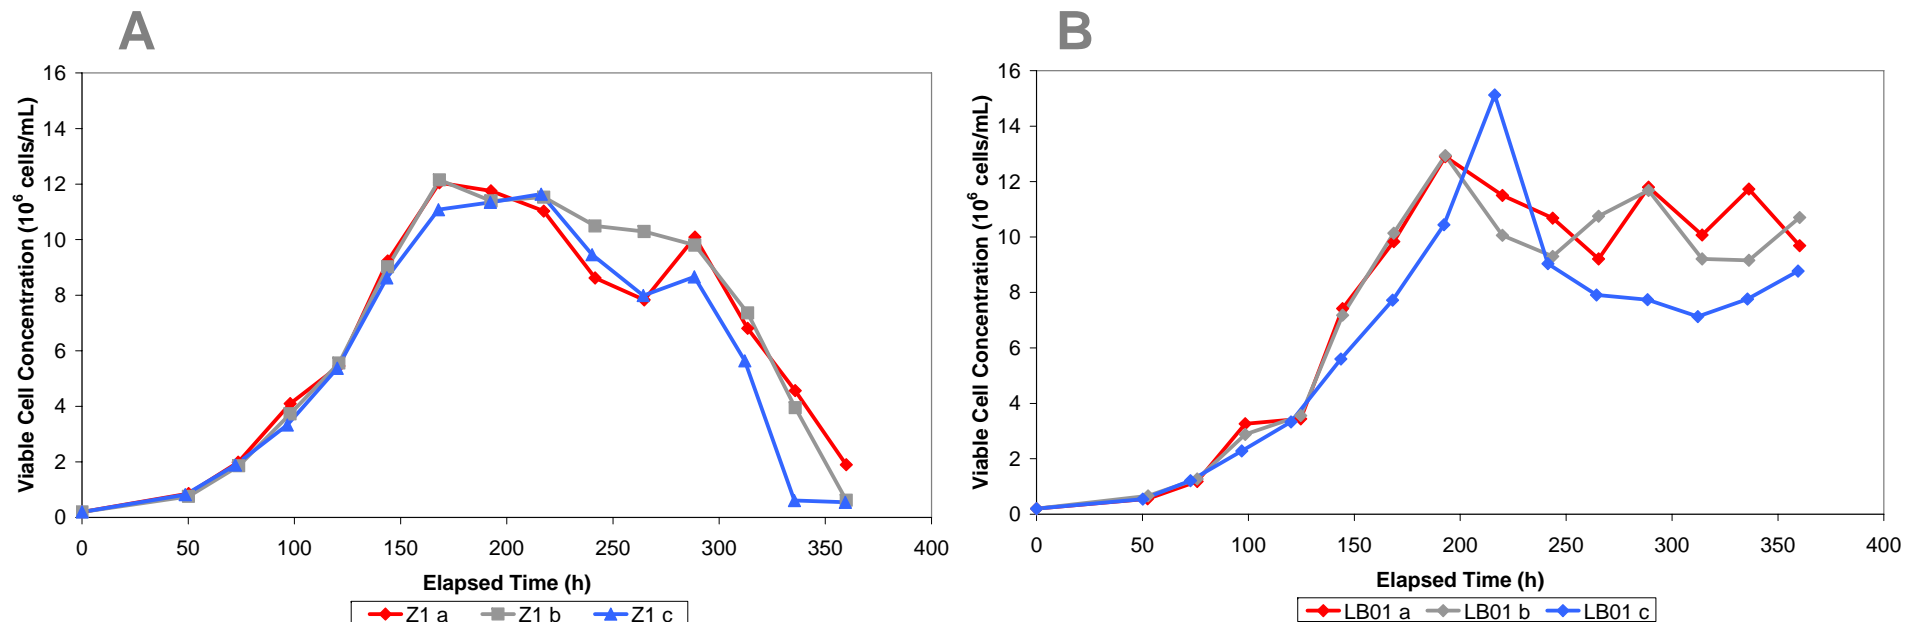 A
Viable Cell Concentration (10⁶ cells/mL)
16
14
12
10
8
6
4
2
0
0 50 100 150 200 250 300 350 400
Elapsed Time (h)
Z1 a Z1 b Z1 c
B
Viable Cell Concentration (10⁶ cells/mL)
16
14
12
10
8
6
4
2
0
0 50 100 150 200 250 300 350 400
Elapsed Time (h)
LB01 a LB01 b LB01 c